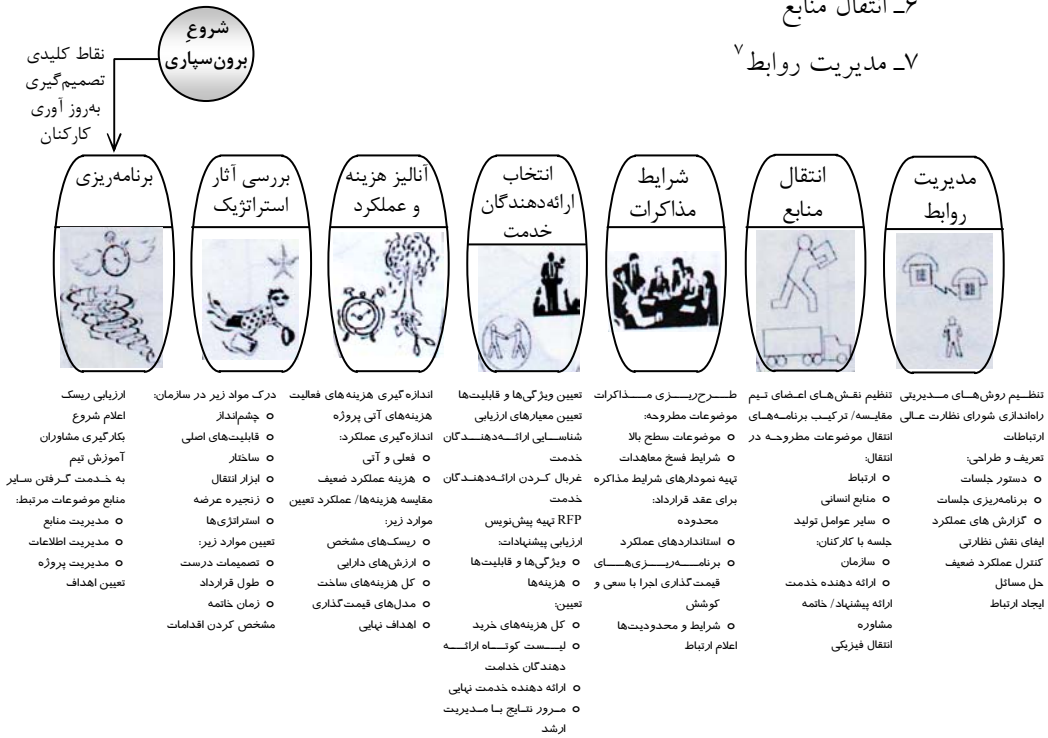 ۶ـ انتقال منابع
۷ـ مدیریت روابط۷
شروعِ
برون‌سپاری
نقاط کلیدی
تصمیم‌گیری
به‌روز آوری
کارکنان
برنامه‌ریزی
بررسی آثار
استراتژیک
آنالیز هزینه
و عملکرد
انتخاب
ارائه‌دهندگان
خدمت
شرایط
مذاکرات
انتقال
منابع
مدیریت
روابط
ارزیابی ریسک
اعلام شروع
بکارگیری مشاوران
آموزش تیم
به خدمت گرفتن سایر
منابع موضوعات مرتبط:
o مدیریت منابع
o مدیریت اطلاعات
o مدیریت پروژه
تعیین اهداف
درک مواد زیر در سازمان:
o چشم‌انداز
o قابلیت‌های اصلی
o ساختار
o ابزار انتقال
o زنجیره عرضه
o استراتژی‌ها
تعیین موارد زیر:
o تصمیمات درست
o طول قرارداد
o زمان خاتمه
مشخص کردن اقدامات
اندازه گیری هزینه های فعالیت
هزینه‌های آتی پروژه
اندازه گیری عملکرد:
o فعلی و آتی
o هزینه عملکرد ضعیف
مقایسه هزینه‌ها/ عملکرد تعیین
موارد زیر:
o ریسک‌های مشخص
o ارزش‌های دارایی
o کل هزینه‌های ساخت
o مدل‌های قیمت‌گذاری
o اهداف نهایی
تعیین ویژگی‌ها و قابلیت‌ها
تعیین معیارهای ارزیابی
شناسایی ارائه‌دهندگان
خدمت
غربال کردن ارائه‌دهندگان
خدمت
تهیه پیش‌نویس RFP
ارزیابی پیشنهادات:
o ویژگی‌ها و قابلیت‌ها
o هزینه‌ها
تعیین:
o کل هزینه‌های خرید
o لیست کوتاه ارائه
دهندگان خدامت
o ارائه دهنده خدمت نهایی
o مرور نتایج با مدیریت
ارشد
طرح‌ریزی مذاکرات
موضوعات مطروحه:
o موضوعات سطح بالا
o شرایط فسخ معاهدات
تهیه نمودارهای شرایط مذاکره
برای عقد قرارداد:
محدوده
o استانداردهای عملکرد
o برنامه‌ریزی‌های
قیمت‌گذاری اجرا با سعی و
کوشش
o شرایط و محدودیت‌ها
اعلام ارتباط
تنظیم نقش‌های اعضای تیم
مقایسه/ ترکیب برنامه‌های
انتقال موضوعات مطروحه در
انتقال:
o ارتباط
o منابع انسانی
o سایر عوامل تولید
جلسه با کارکنان:
o سازمان
o ارائه دهنده خدمت
ارائه پیشنهاد/ خاتمه
مشاوره
انتقال فیزیکی
تنظیم روش‌های مدیریتی
راه‌اندازی شورای نظارت عالی
ارتباطات
تعریف و طراحی:
o دستور جلسات
o برنامه‌ریزی جلسات
o گزارش های عملکرد
ایفای نقش نظارتی
کنترل عملکرد ضعیف
حل مسائل
ایجاد ارتباط